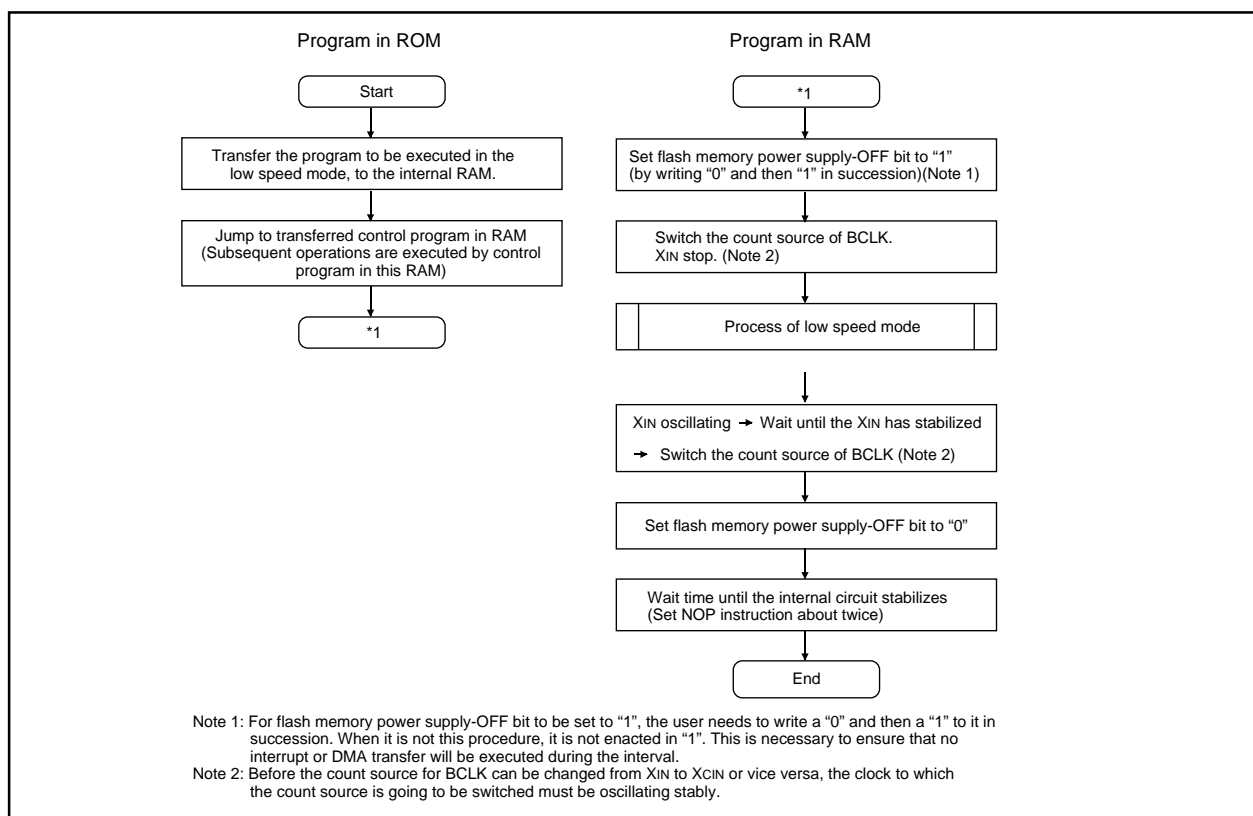 Program in ROM
Start
Transfer the program to be executed in the
low speed mode, to the internal RAM.
Jump to transferred control program in RAM
(Subsequent operations are executed by control
program in this RAM)
*1
Program in RAM
*1
Set flash memory power supply-OFF bit to “1”
(by writing “0” and then “1” in succession)(Note 1)
Switch the count source of BCLK.
XIN stop. (Note 2)
Process of low speed mode
XIN oscillating → Wait until the XIN has stabilized
→ Switch the count source of BCLK (Note 2)
Set flash memory power supply-OFF bit to “0”
Wait time until the internal circuit stabilizes
(Set NOP instruction about twice)
End
Note 1: For flash memory power supply-OFF bit to be set to “1”, the user needs to write a “0” and then a “1” to it in
succession. When it is not this procedure, it is not enacted in “1”. This is necessary to ensure that no
interrupt or DMA transfer will be executed during the interval.
Note 2: Before the count source for BCLK can be changed from XIN to XCIN or vice versa, the clock to which
the count source is going to be switched must be oscillating stably.